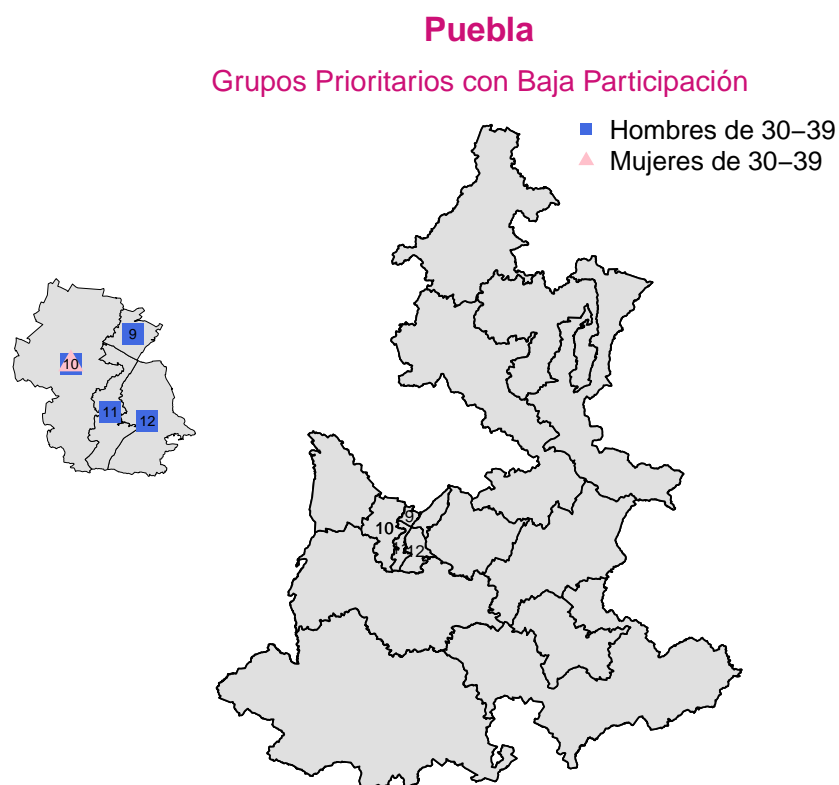 Puebla
Grupos Prioritarios con Baja Participación
Hombres de 30−39
Mujeres de 30−39
9
10
11
12
9
10
12